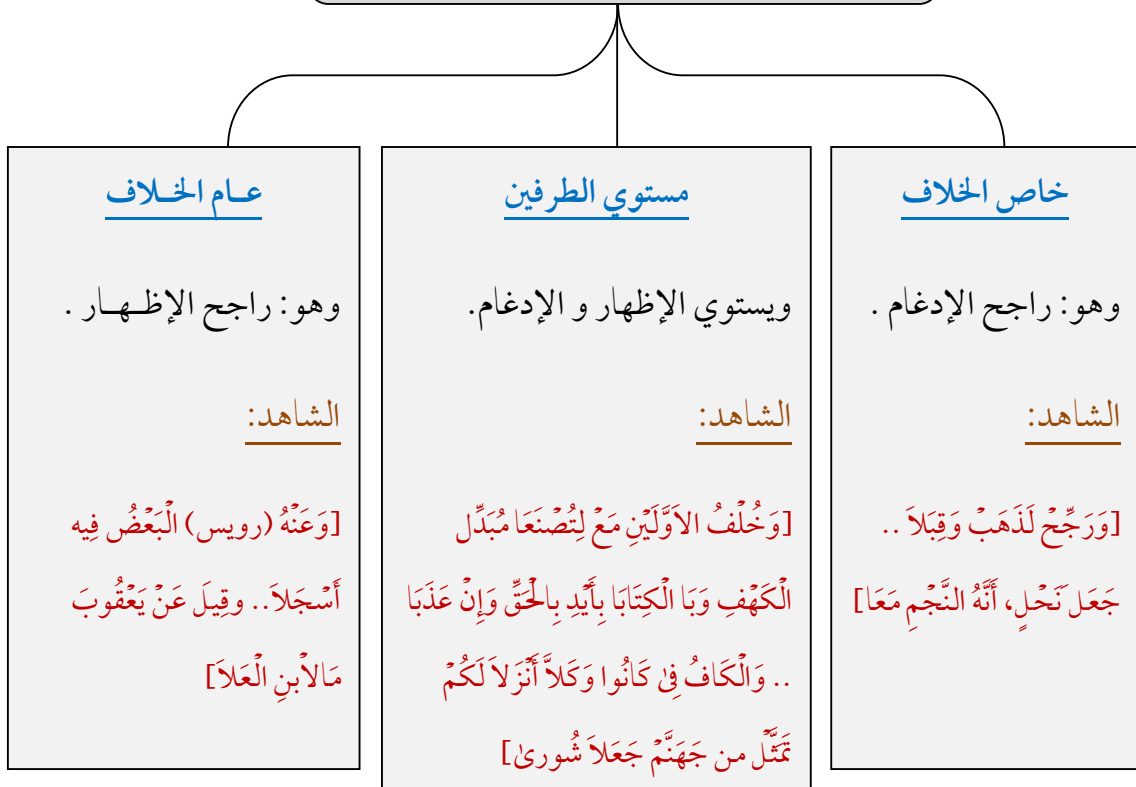 خاص الخلاف
وهو: راجح الإدغام .
الشاهد:
[وَرَجِّحْ لَذَهَبْ وَقِبَلاَ ..
جَعَل نَحْلٍ، أَنَّهُ النَّجْمِ مَعَا]
مستوي الطرفين
ويستوي الإظهار و الإدغام.
الشاهد:
[وَخُلْفُ الاَوَّلَيْنِ مَعْ لِتُصْنَعَا مُبَدِّل
الْكَهْفِ وَبَا الْكِتَابَا بِأَيْدِ بِالْحَقِّ وَإِنْ عَذَبَا
.. وَالْكَافُ فِى كَانُوا وَكَلاَّ أَنْزَلاَ لَكُمْ
تَمَثَّل من جَهَنَّمْ جَعَلاَ شُورىٰ]
عـام الخـلاف
وهو: راجح الإظـهـار .
الشاهد:
[وَعَنْهُ (رويس) الْبَعْضُ فِيه
أَسْجَلاَ.. وقِيلَ عَنْ يَعْقُوبَ
مَالاَبنِ الْعَلاَ]